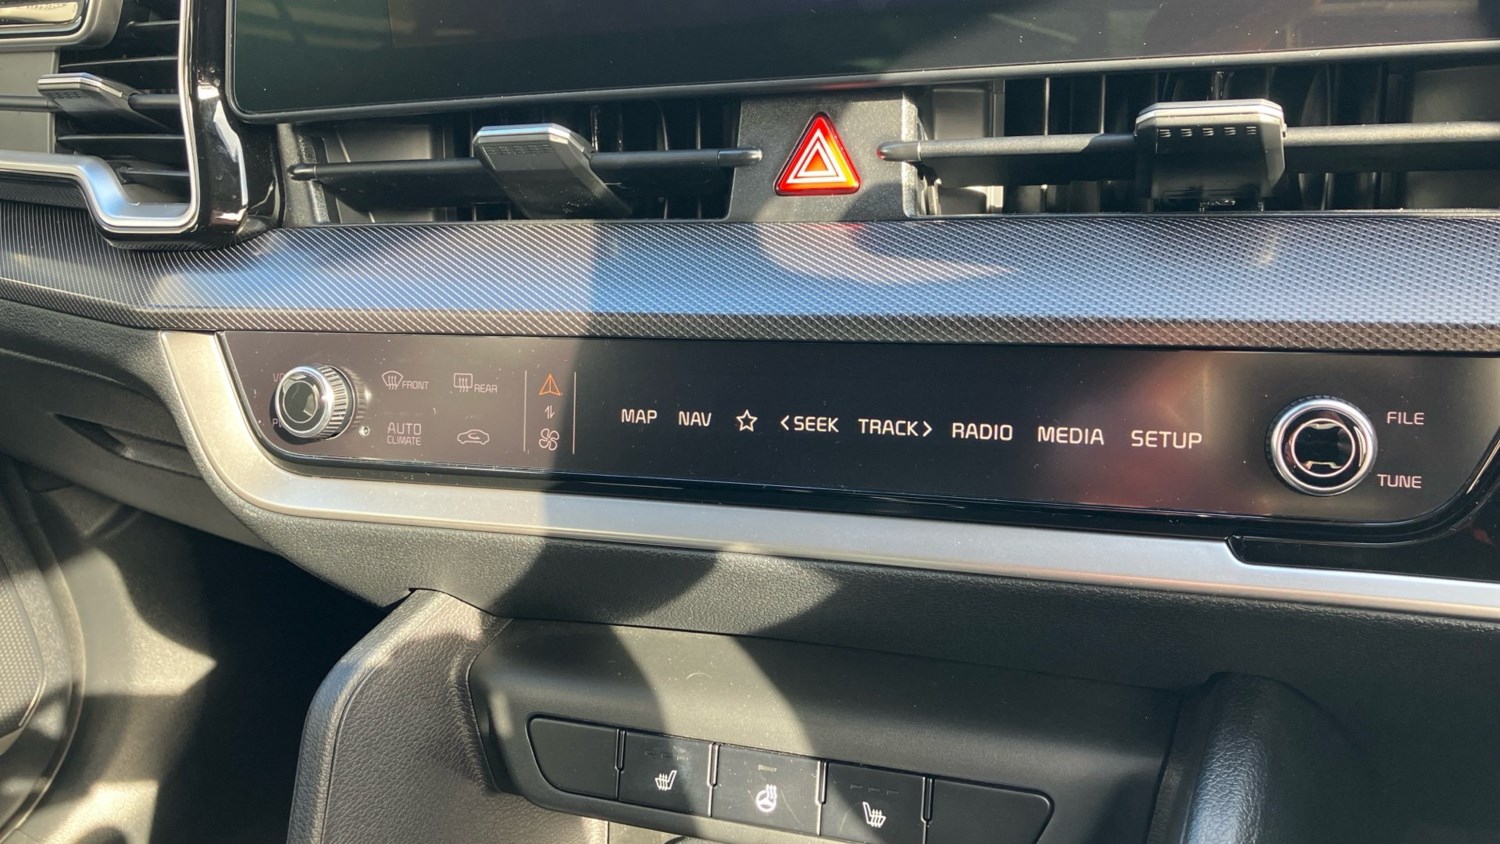 FRONT
REAR
AUTO
CLIMATE
MAP NAV <SEEK TRACK> RADIO MEDIA SETUP
FILE
TUNE